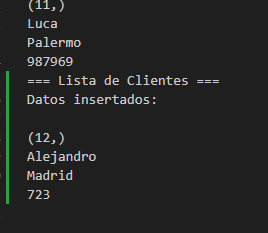 (11,)
Luca
Palermo
987969
=== Lista de Clientes ===
Datos insertados:
(12,)
Alejandro
Madrid
723